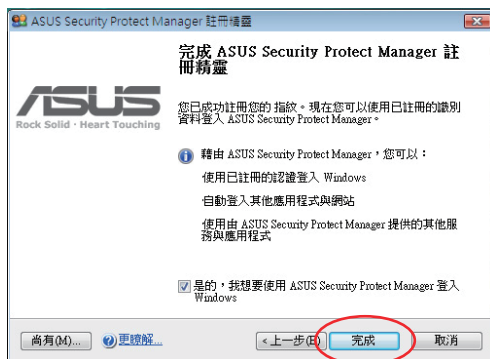 ASUS Security Protect Manager 註冊精靈
完成 ASUS Security Protect Manager 註
冊精靈
ASUS
Rock Solid · Heart Touching
您已成功註冊您的 指紋。現在您可以使用已註冊的識別
資料登入 ASUS Security Protect Manager。
藉由 ASUS Security Protect Manager，您可以：
使用已註冊的認證登入 Windows
自動登入其他應用程式與網站
使用由 ASUS Security Protect Manager 提供的其他服
務與應用程式
是的，我想要使用 ASUS Security Protect Manager 登入
Windows
尚有(M)... 更瞭解... <上一步(B) 完成 取消